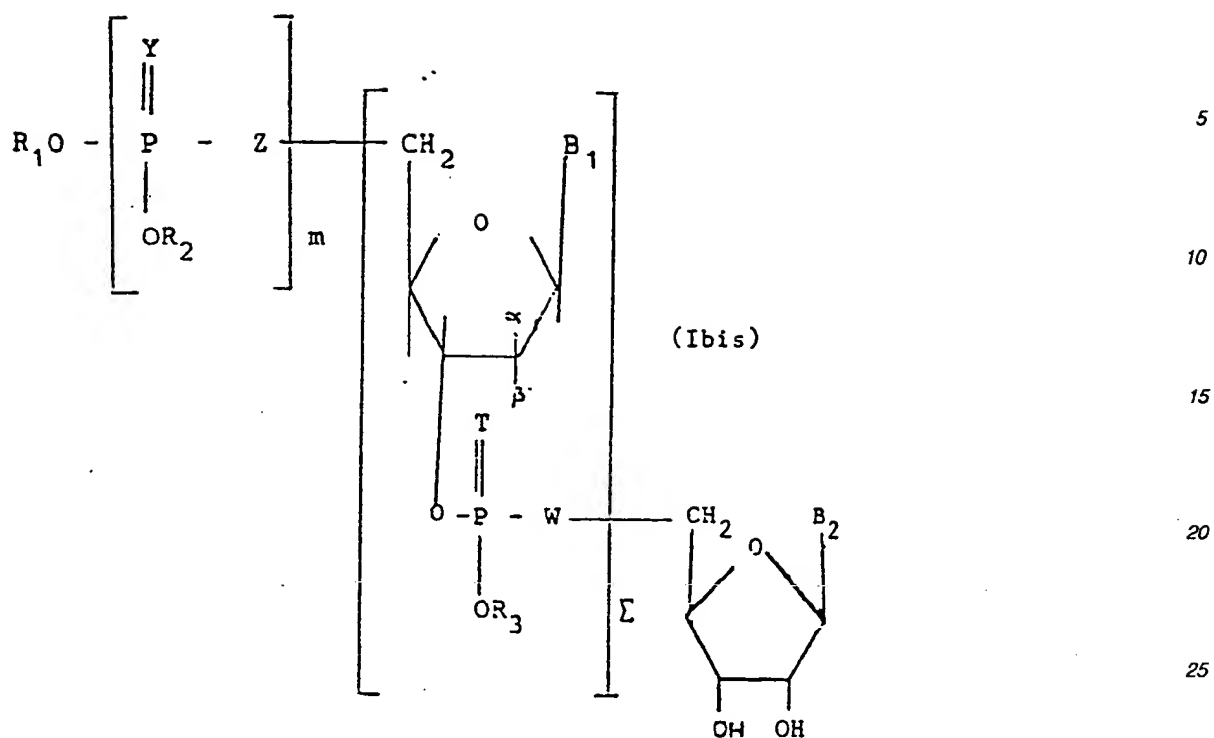 Y
5
R₁O - P - Z CH₂ B₁
O
OR₂ m
10
α
(Ibis)
β
15
T
O - P - W CH₂ B₂
20
O
OR₃ Σ
25
OH OH